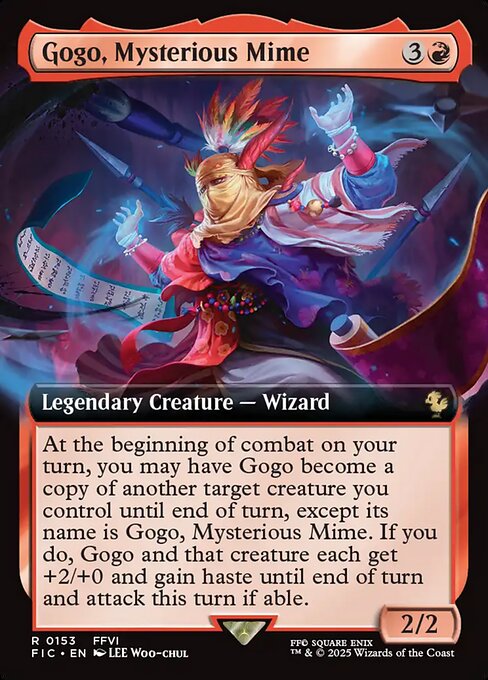 Gogo, Mysterious Mime 3
Legendary Creature — Wizard
At the beginning of combat on your
turn, you may have Gogo become a
copy of another target creature you
control until end of turn, except its
name is Gogo, Mysterious Mime. If you
do, Gogo and that creature each get
+2/+0 and gain haste until end of turn
and attack this turn if able.
2/2
R 0153 FFVI
FIC • EN LEE WOO-CHUL
FF© SQUARE ENIX
™ & © 2025 Wizards of the Coast